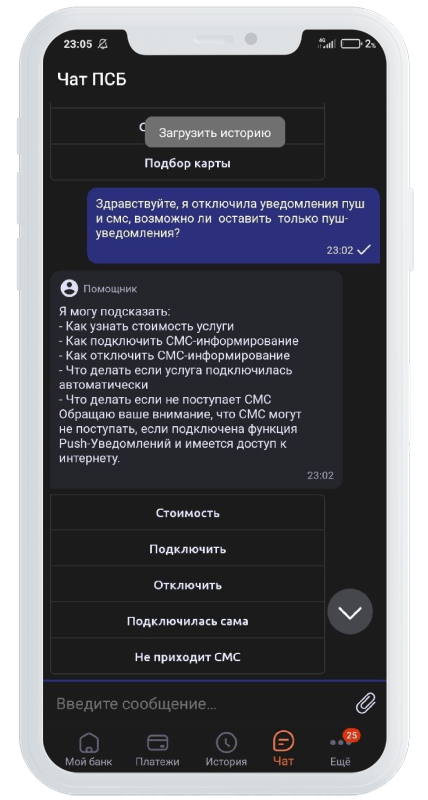 23:05
4G
2%
Чат ПСБ
Загрузить историю
Подбор карты
Здравствуйте, я отключила уведомления пуш
и смс, возможно ли оставить только пуш-
уведомления?
23:02
Помощник
Я могу подсказать:
- Как узнать стоимость услуги
- Как подключить СМС-информирование
- Как отключить СМС-информирование
- Что делать если услуга подключилась
автоматически
- Что делать если не поступает СМС
Обращаю ваше внимание, что СМС могут
не поступать, если подключена функция
Push-Уведомлений и имеется доступ к
интернету.
23:02
Стоимость
Подключить
Отключить
Подключилась сама
Не приходит СМС
Введите сообщение...
25
Мой банк Платежи История Чат Ещё